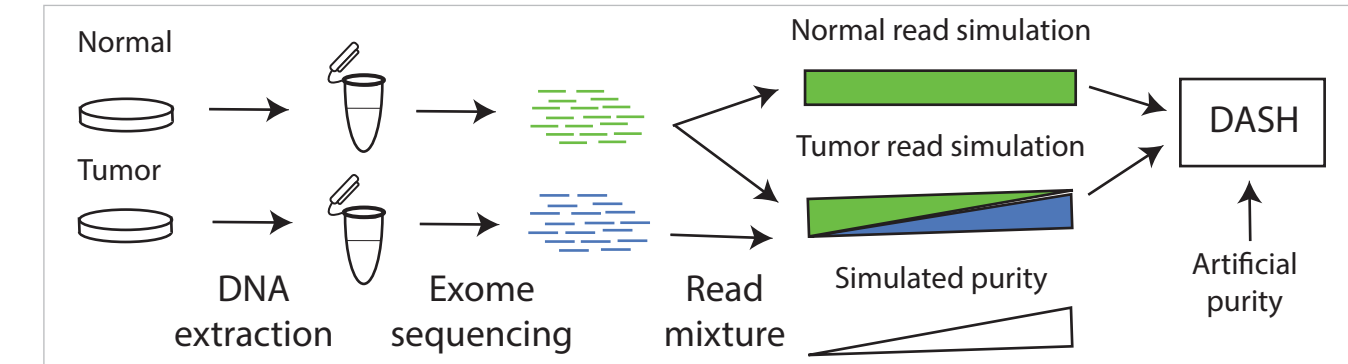 Normal
Tumor
DNA
extraction
Exome
sequencing
Read
mixture
Normal read simulation
Tumor read simulation
Simulated purity
DASH
Artificial
purity